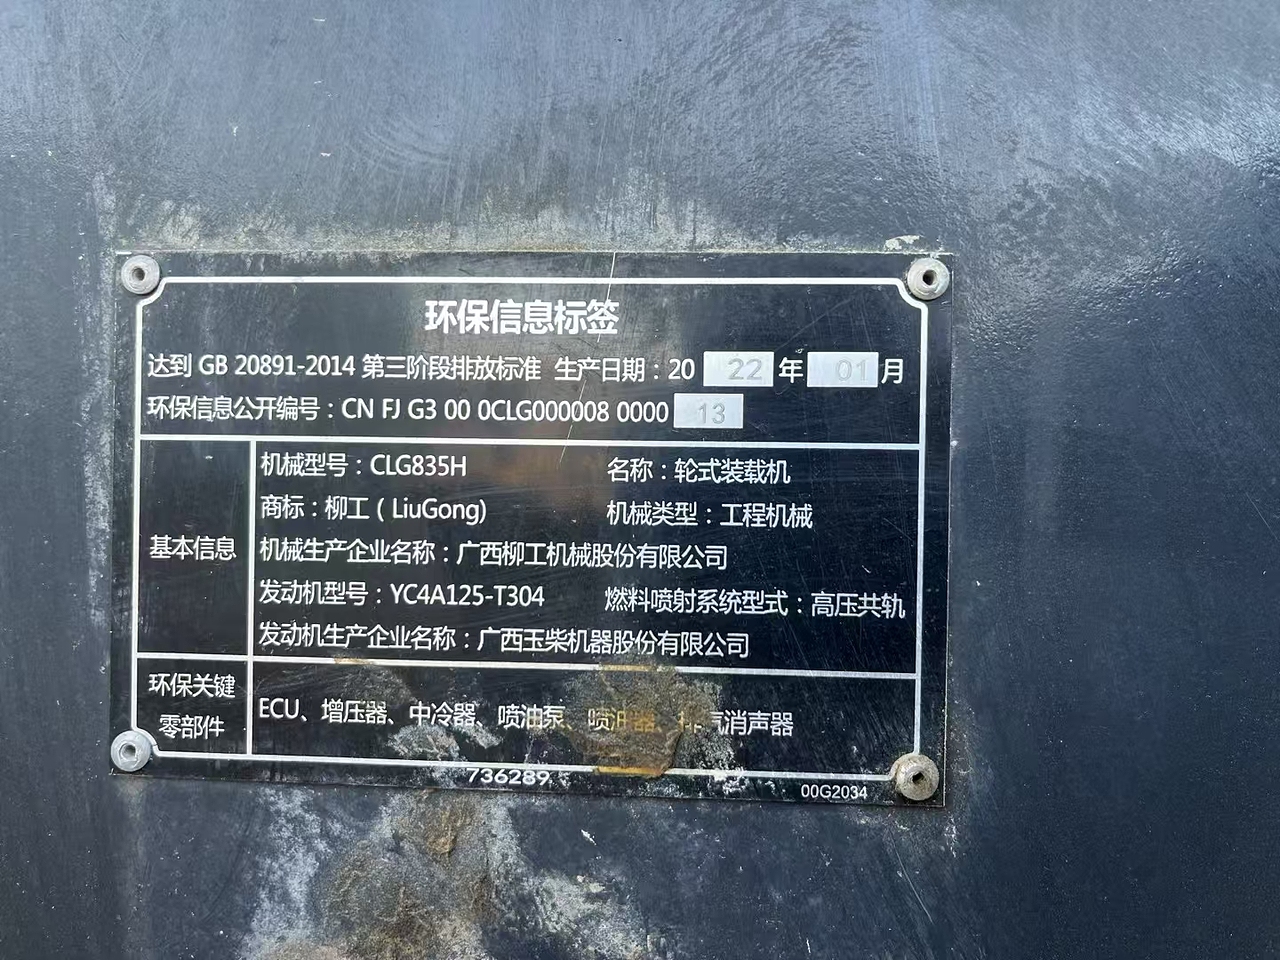 环保信息标签
达到 GB 20891-2014 第三阶段排放标准 生产日期：20 22 年 01 月
环保信息公开编号：CN FJ G3 00 0CLG000008 0000 13
基本信息
机械型号：CLG835H 名称：轮式装载机
商标：柳工 ( LiuGong) 机械类型：工程机械
机械生产企业名称：广西柳工机械股份有限公司
发动机型号：YC4A125-T304 燃料喷射系统型式：高压共轨
发动机生产企业名称：广西玉柴机器股份有限公司
环保关键
零部件
ECU、增压器、中冷器、喷油泵、喷油器、排气消声器
736289
00G2034